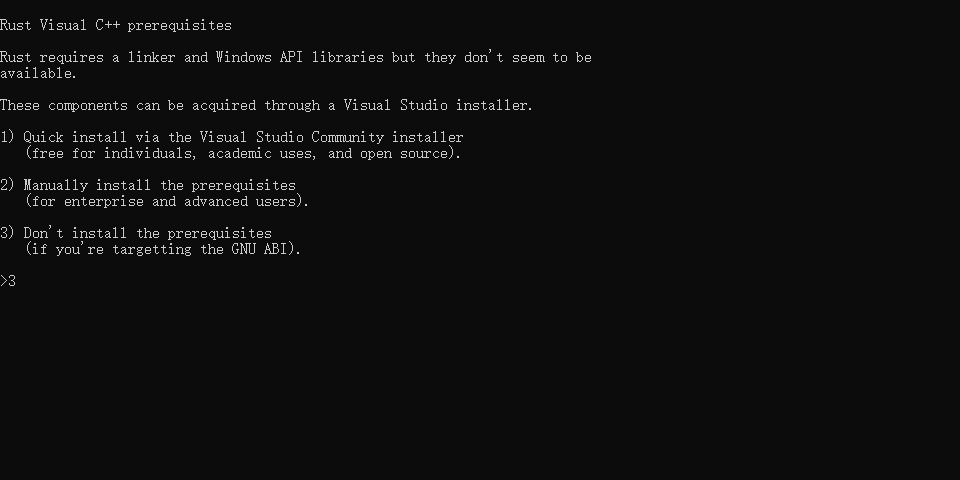 Rust Visual C++ prerequisites
Rust requires a linker and Windows API libraries but they don't seem to be
available.
These components can be acquired through a Visual Studio installer.
1) Quick install via the Visual Studio Community installer
(free for individuals, academic uses, and open source).
2) Manually install the prerequisites
(for enterprise and advanced users).
3) Don't install the prerequisites
(if you're targetting the GNU ABI).
>3